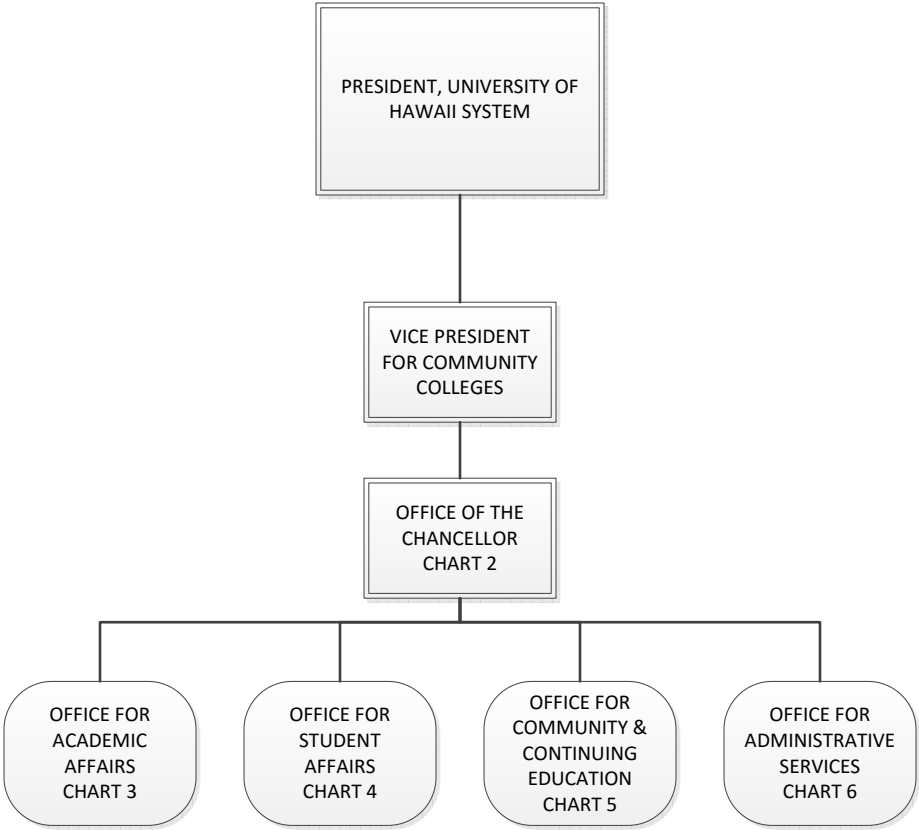 PRESIDENT, UNIVERSITY OF
HAWAII SYSTEM
VICE PRESIDENT
FOR COMMUNITY
COLLEGES
OFFICE OF THE
CHANCELLOR
CHART 2
OFFICE FOR
ACADEMIC
AFFAIRS
CHART 3
OFFICE FOR
STUDENT
AFFAIRS
CHART 4
OFFICE FOR
COMMUNITY &
CONTINUING
EDUCATION
CHART 5
OFFICE FOR
ADMINISTRATIVE
SERVICES
CHART 6